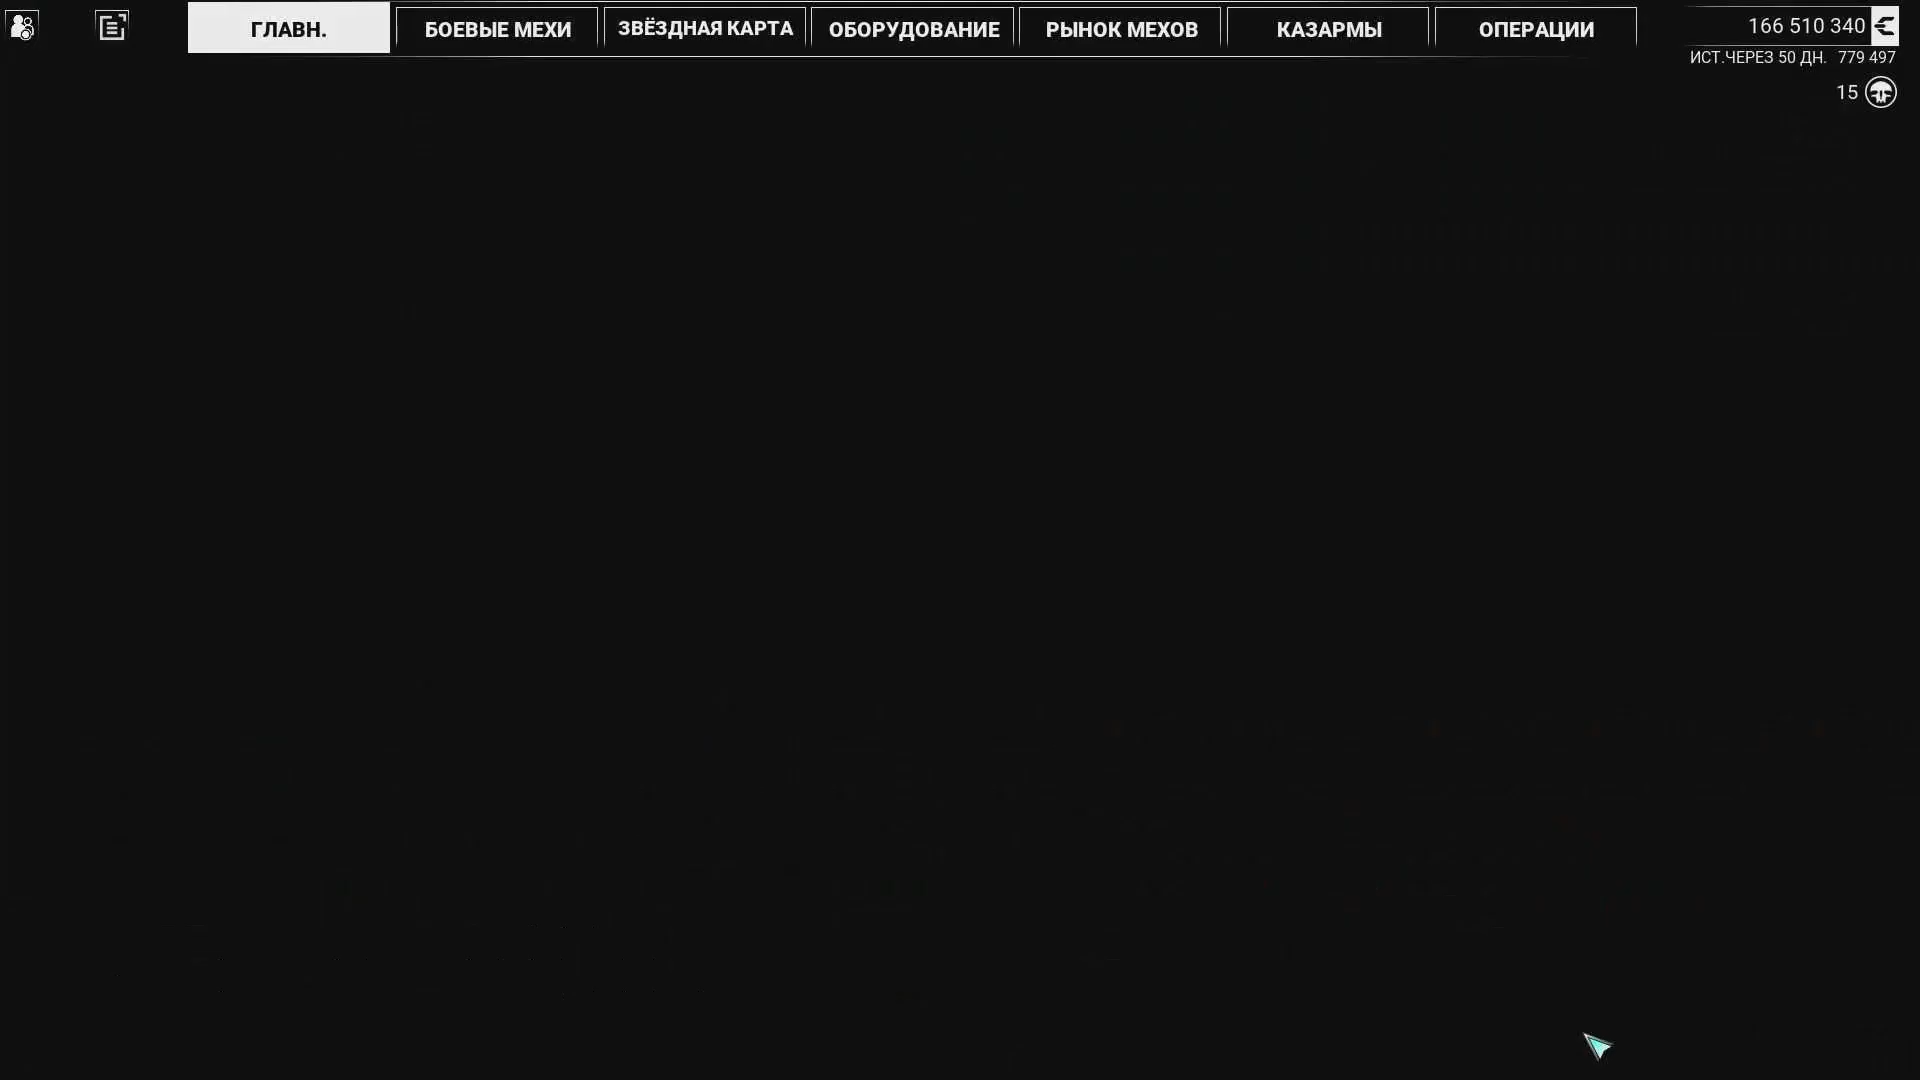 ГЛАВН. БОЕВЫЕ МЕХИ ЗВЁЗДНАЯ КАРТА ОБОРУДОВАНИЕ РЫНОК МЕХОВ КАЗАРМЫ ОПЕРАЦИИ 166 510 340
ИСТ.ЧЕРЕЗ 50 ДН. 779 497
15